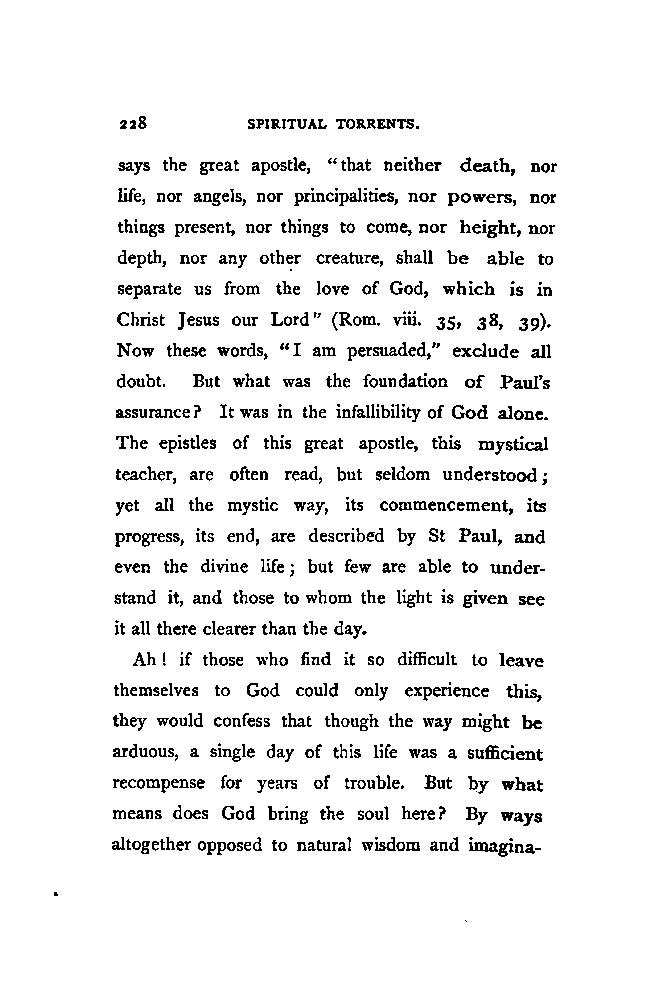 228 SPIRITUAL TORRENTS.
says the great apostle, “that neither death, nor
life, nor angels, nor principalities, nor powers, nor
things present, nor things to come, nor height, nor
depth, nor any other creature, shall be able to
separate us from the love of God, which is in
Christ Jesus our Lord” (Rom. viii. 35, 38, 39).
Now these words, “I am persuaded,” exclude all
doubt. But what was the foundation of Paul’s
assurance? It was in the infallibility of God alone.
The epistles of this great apostle, this mystical
teacher, are often read, but seldom understood;
yet all the mystic way, its commencement, its
progress, its end, are described by St Paul, and
even the divine life; but few are able to under-
stand it, and those to whom the light is given see
it all there clearer than the day.
Ah! if those who find it so difficult to leave
themselves to God could only experience this,
they would confess that though the way might be
arduous, a single day of this life was a sufficient
recompense for years of trouble. But by what
means does God bring the soul here? By ways
altogether opposed to natural wisdom and imagina-